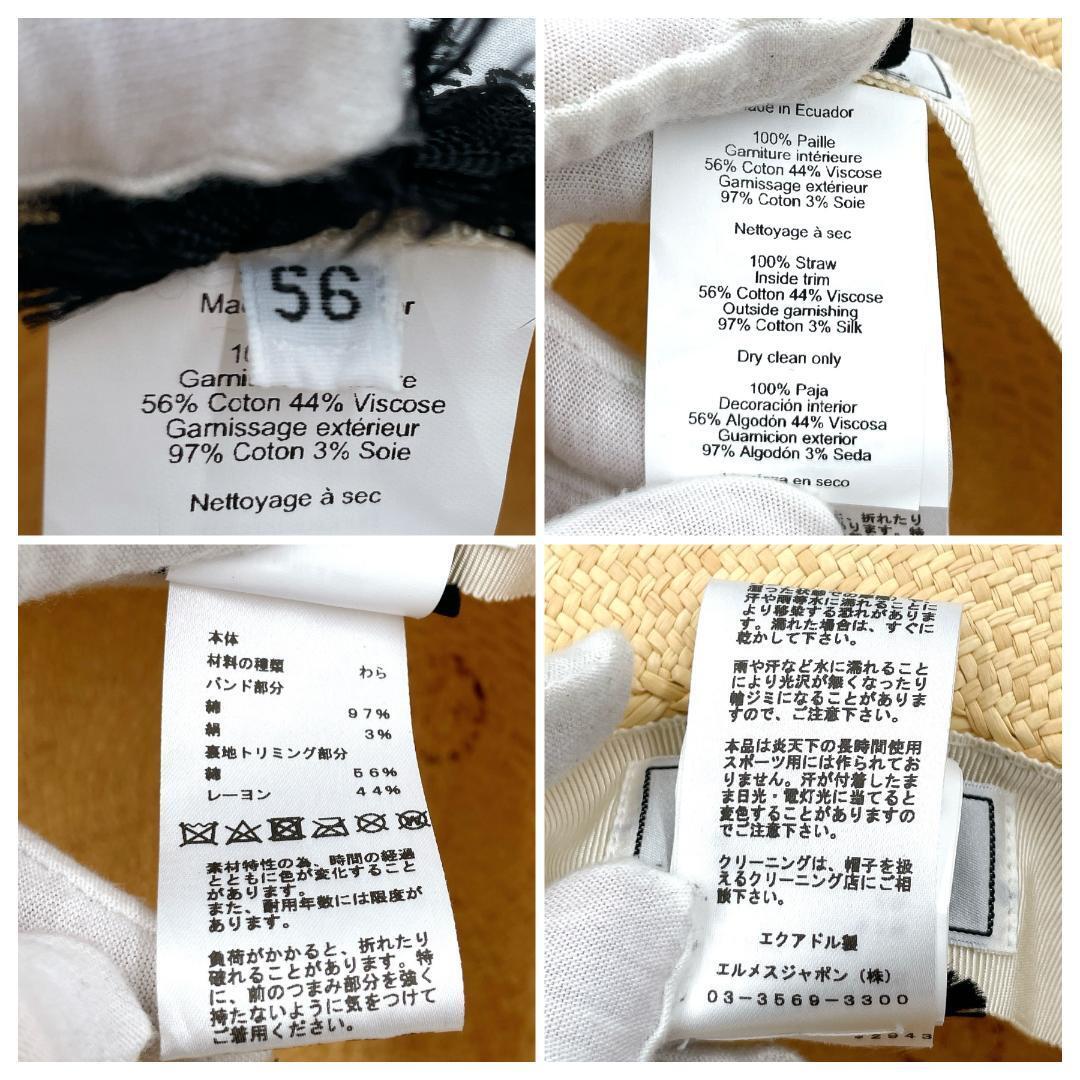 56
Garni
56% Coton 44% Viscose
Garnissage extérieur
97% Coton 3% Soie
Nettoyage à sec
in Ecuador
100% Paille
Garniture intérieure
56% Coton 44% Viscose
Garnissage extérieur
97% Coton 3% Soie
Nettoyage à sec
100% Straw
Inside trim
56% Cotton 44% Viscose
Outside garnishing
97% Cotton 3% Silk
Dry clean only
100% Paja
Decoración interior
56% Algodón 44% Viscosa
Guarnicion exterior
97% Algodón 3% Seda
en seco
折れたり
本体
材料の種類 わら
バンド部分
綿 97%
絹 3%
裏地トリミング部分
綿 56%
レーヨン 44%
素材特性の為、時間の経過
とともに色が変化すること
があります。
また、耐用年数には限度が
あります。
負荷がかかると、折れたり
破れることがあります。特
に、前のつまみ部分を強く
持たないように気をつけて
ご着用ください。
汗や雨等水に濡れることに
より移染する恐れがありま
す。濡れた場合は、すぐに
乾かして下さい。
雨や汗など水に濡れること
により光沢が無くなったり
輪ジミになることがありま
すので、ご注意下さい。
本品は炎天下の長時間使用
スポーツ用には作られてお
りません。汗が付着したま
ま日光・電灯光に当てると
変色することがありますの
でご注意下さい。
クリーニングは、帽子を扱
えるクリーニング店にご相
談下さい。
エクアドル製
エルメスジャポン（株）
03-3569-3300